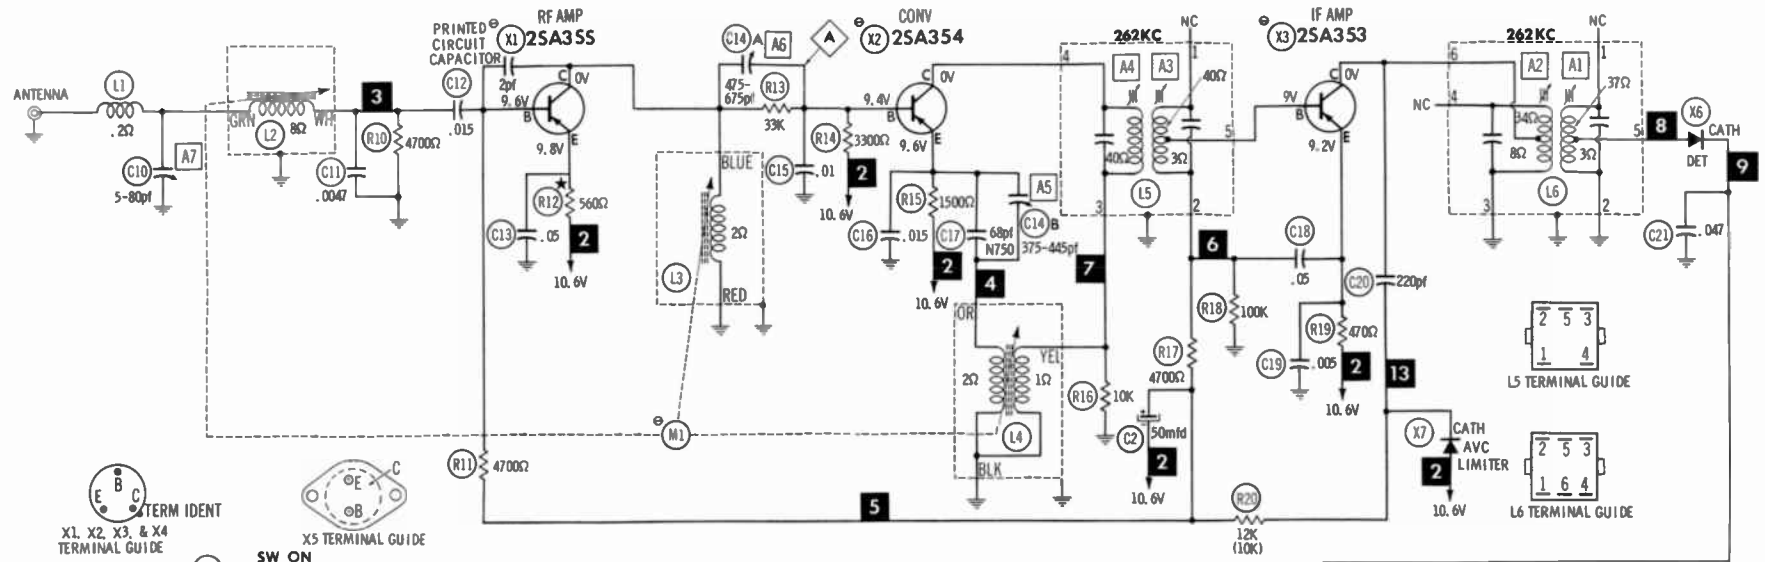 RF AMP
X1 2SA355
PRINTED
CIRCUIT
CAPACITOR
2pf
C
0V
9.6V
B
E
9.8V
C12
.015
ANTENNA
L1
.2Ω
C10
5-80pf
A7
GRN
L2
8Ω
WH
3
C11
.0047
R10
4700Ω
R12
560Ω
C13
.05
2
10.6V
C14 A
A6
475-
675pf
R13
33K
A
BLUE
2Ω
L3
RED
M1
R11
4700Ω
CONV
X2 2SA354
C
0V
9.4V
B
E
9.6V
R14
3300Ω
C15
.01
2
10.6V
R15
1500Ω
C16
.015
2
10.6V
C17
68pf
N750
A5
C14 B
375-445pf
4
OR
2Ω
YEL
1Ω
L4
BLK
7
R16
10K
262KC
NC
4
A4
A3
40Ω
1
40Ω
3Ω
5
L5
3
2
6
C18
.05
R18
100K
R17
4700Ω
C2
50mfd
2
10.6V
IF AMP
X3 2SA353
C
0V
9V
B
E
9.2V
C20
220pf
R19
470Ω
C19
.005
2
10.6V
13
R20
12K
(10K)
5
X7
CATH
AVC
LIMITER
2
10.6V
262KC
NC
6
A2
A1
1
37Ω
NC
4
34Ω
8Ω
3Ω
5
L6
3
2
8
X6
CATH
DET
9
C21
.047
2 5 3
1 4
L5 TERMINAL GUIDE
2 5 3
1 6 4
L6 TERMINAL GUIDE
B
E C
TERM IDENT
X1, X2, X3, & X4
TERMINAL GUIDE
E
C
B
X5 TERMINAL GUIDE
SW ON